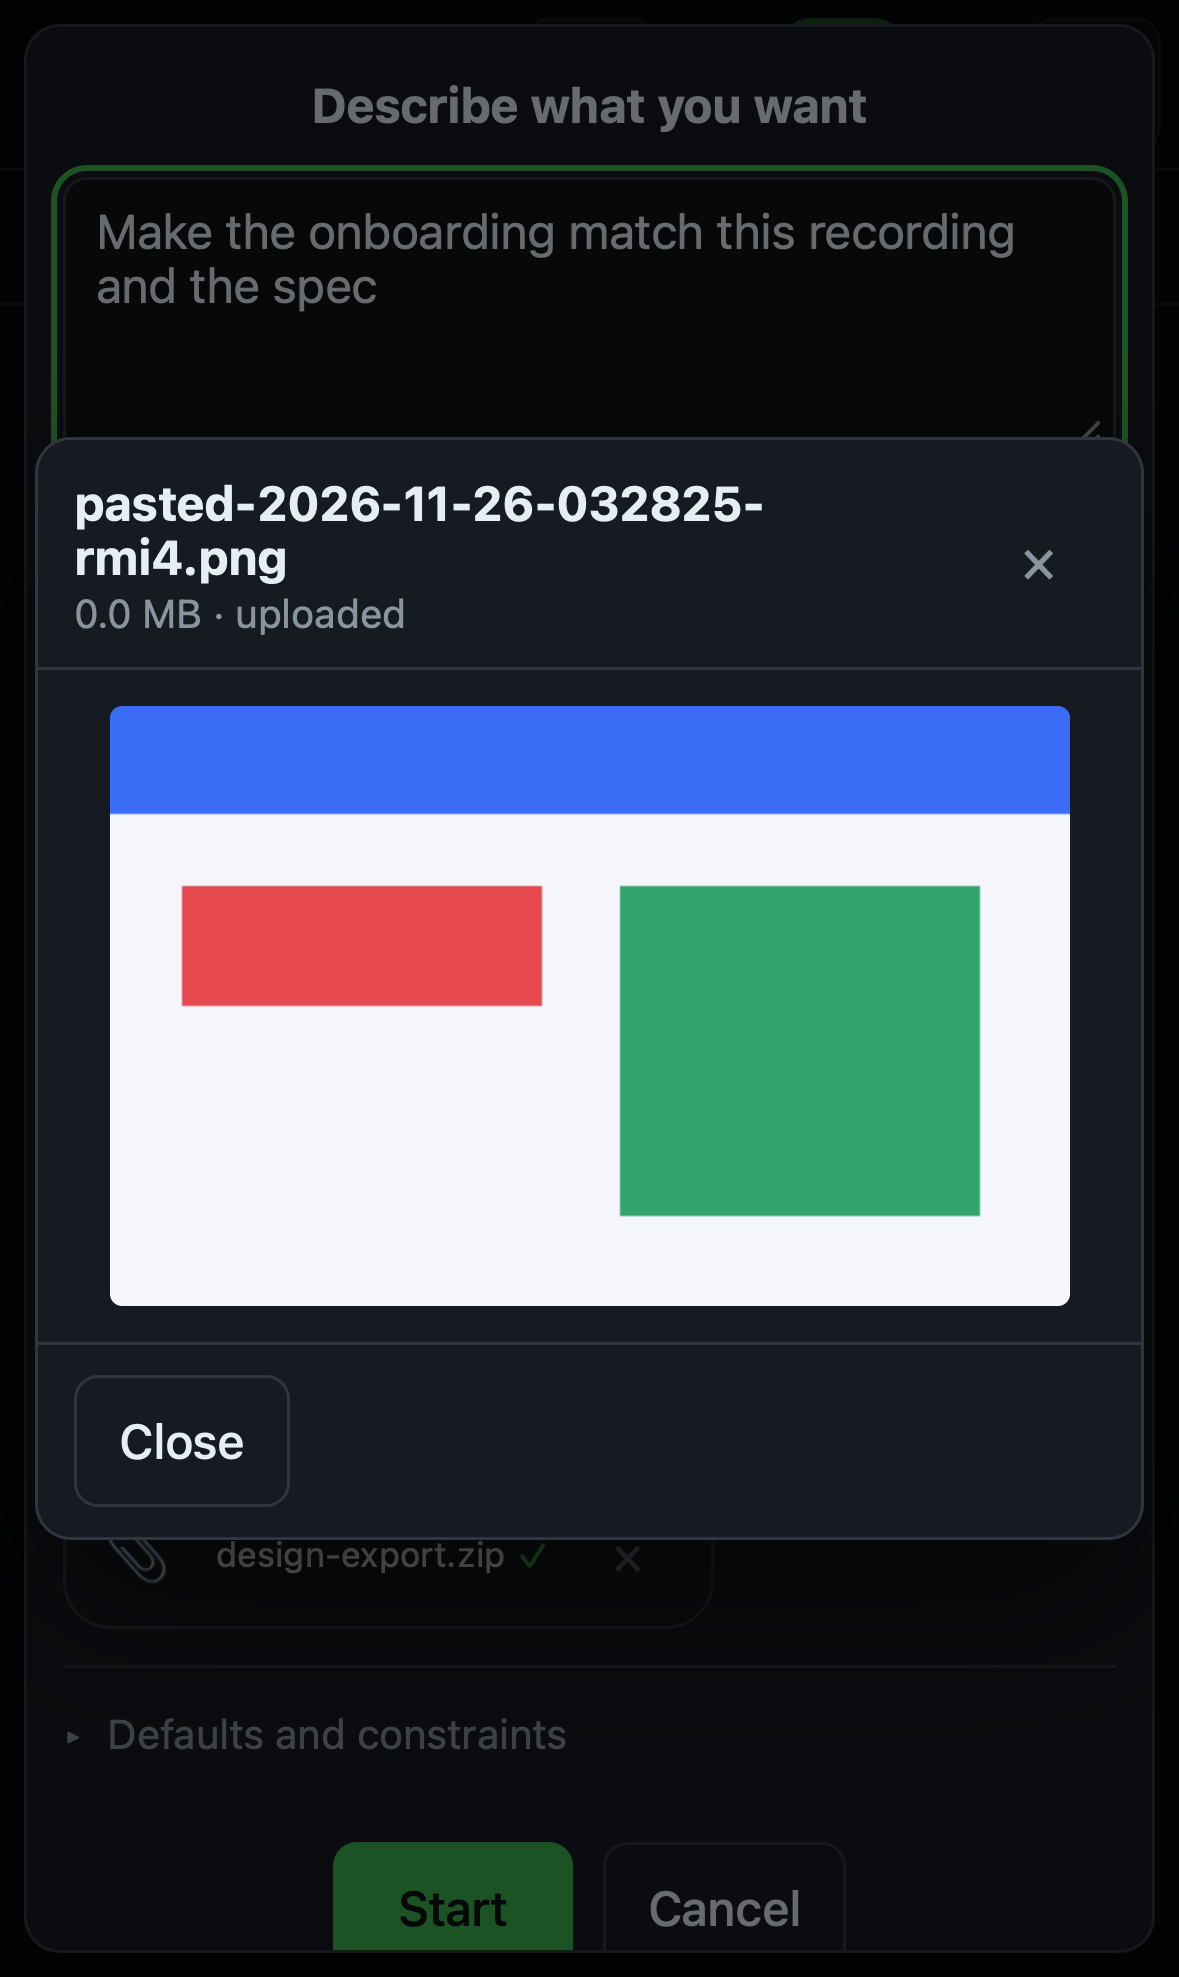 Describe what you want
Make the onboarding match this recording
and the spec
pasted-2026-11-26-032825-
rmi4.png
0.0 MB · uploaded
Close
design-export.zip ✓
Defaults and constraints
Start
Cancel